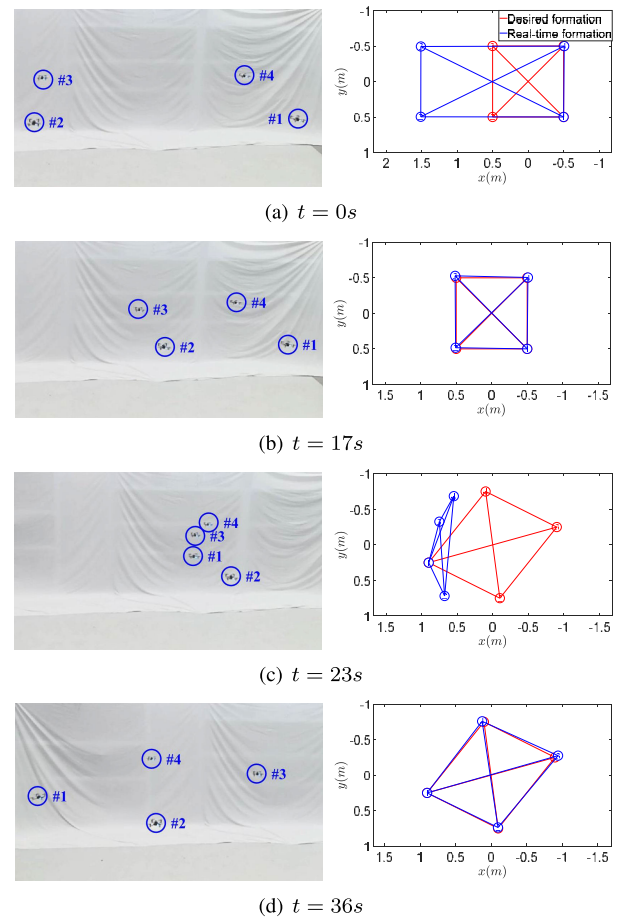 #3
#4
#2
#1
Desired formation
Real-time formation
-1
-0.5
0
0.5
1
y(m)
2 1.5 1 0.5 0 -0.5 -1
x(m)
(a) t = 0s
#4
#3
#2
#1
-1
-0.5
0
0.5
1
y(m)
1.5 1 0.5 0 -0.5 -1 -1.5
x(m)
(b) t = 17s
#4
#3
#1
#2
-1
-0.5
0
0.5
1
y(m)
1.5 1 0.5 0 -0.5 -1 -1.5
x(m)
(c) t = 23s
#4
#3
#1
#2
-1
-0.5
0
0.5
1
y(m)
1.5 1 0.5 0 -0.5 -1 -1.5
x(m)
(d) t = 36s